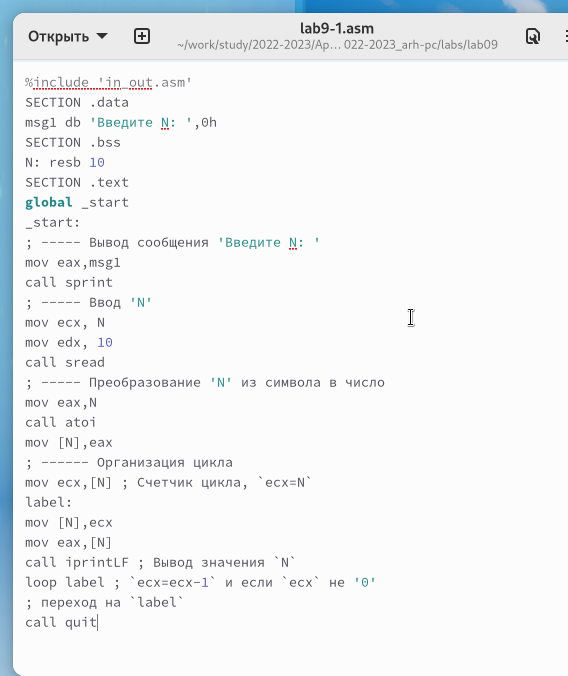 Открыть
lab9-1.asm
~/work/study/2022-2023/Ap... 022-2023_arh-pc/labs/lab09
%include 'in_out.asm'
SECTION .data
msg1 db 'Введите N: ',0h
SECTION .bss
N: resb 10
SECTION .text
global _start
_start:
; ----- Вывод сообщения 'Введите N: '
mov eax,msg1
call sprint
; ----- Ввод 'N'
mov ecx, N
mov edx, 10
call sread
; ----- Преобразование 'N' из символа в число
mov eax,N
call atoi
mov [N],eax
; ------ Организация цикла
mov ecx,[N] ; Счетчик цикла, `ecx=N`
label:
mov [N],ecx
mov eax,[N]
call iprintLF ; Вывод значения `N`
loop label ; `ecx=ecx-1` и если `ecx` не '0'
; переход на `label`
call quit